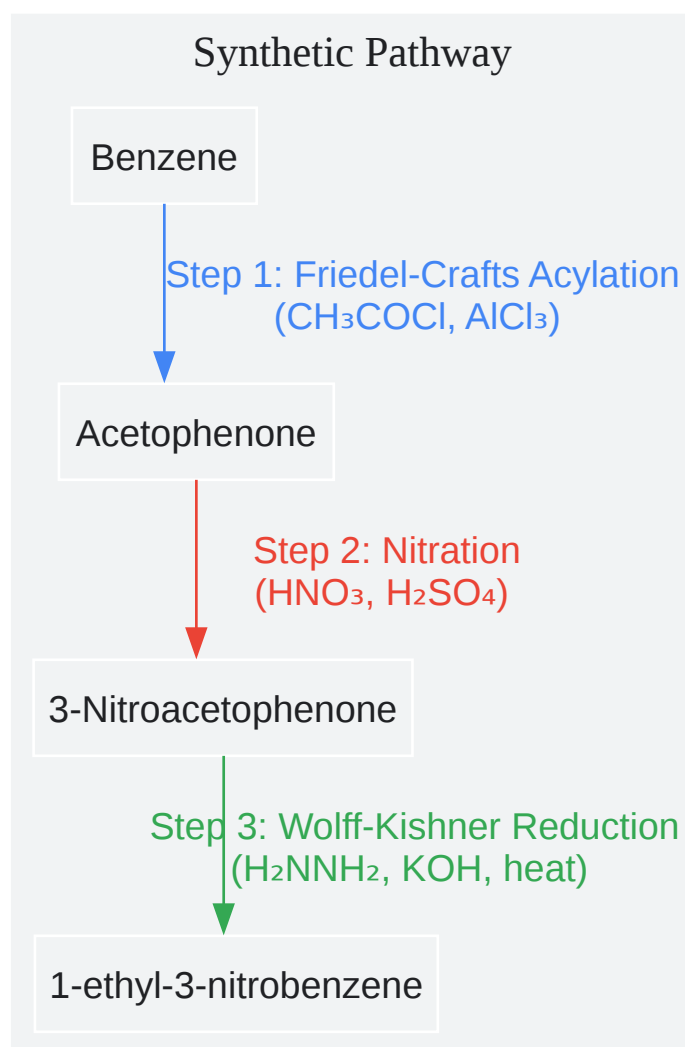 Synthetic Pathway
Benzene
Step 1: Friedel-Crafts Acylation
(CH₃COCl, AlCl₃)
Acetophenone
Step 2: Nitration
(HNO₃, H₂SO₄)
3-Nitroacetophenone
Step 3: Wolff-Kishner Reduction
(H₂NNH₂, KOH, heat)
1-ethyl-3-nitrobenzene